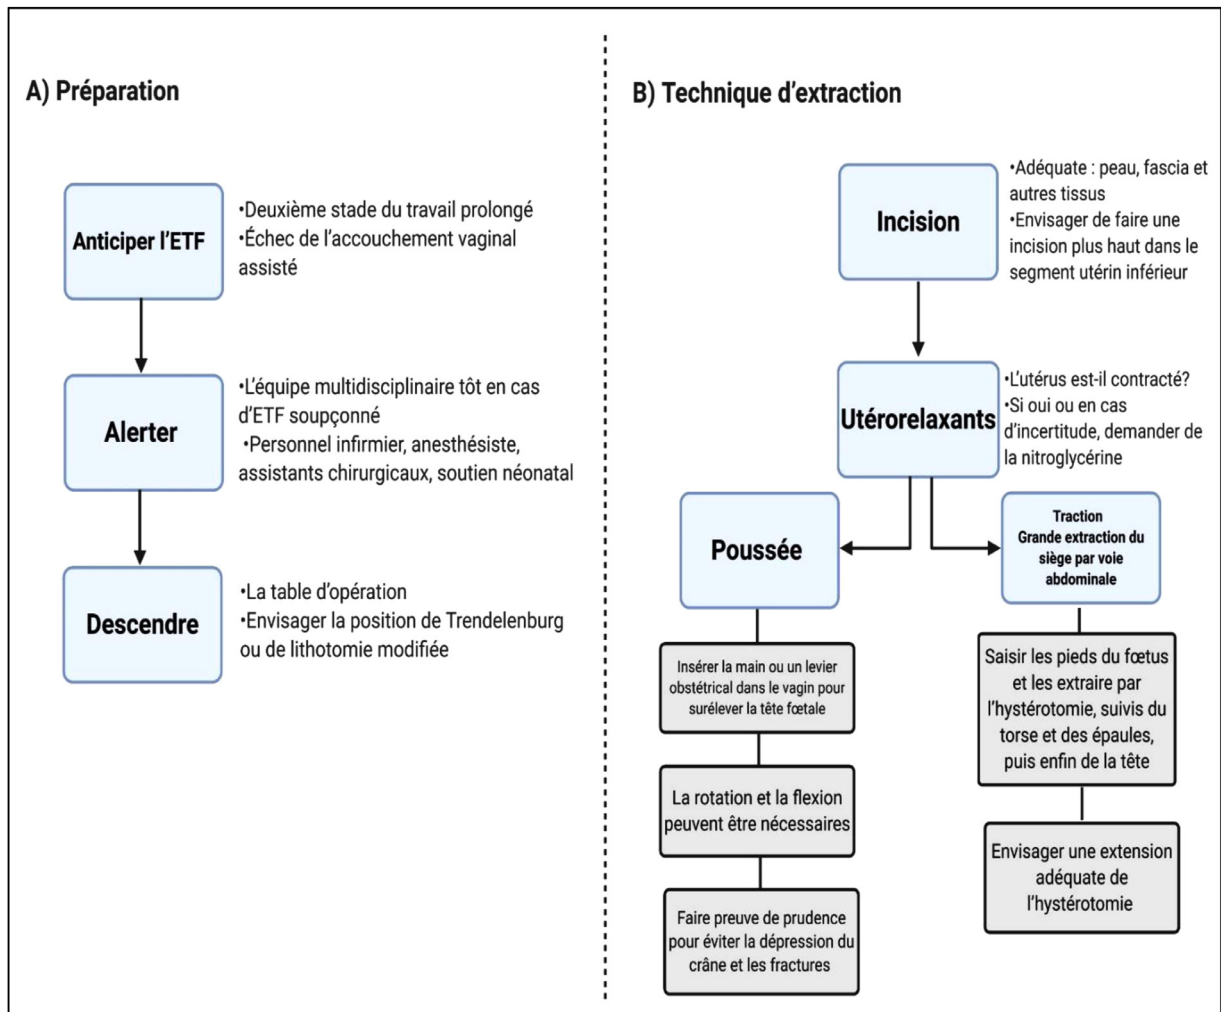 A) Préparation
Anticiper l’ETF
•Deuxième stade du travail prolongé
•Échec de l’accouchement vaginal
assisté
Alerter
•L’équipe multidisciplinaire tôt en cas
d’ETF soupçonné
•Personnel infirmier, anesthésiste,
assistants chirurgicaux, soutien néonatal
Descendre
•La table d’opération
•Envisager la position de Trendelenburg
ou de lithotomie modifiée
B) Technique d’extraction
Incision
•Adéquate : peau, fascia et
autres tissus
•Envisager de faire une
incision plus haut dans le
segment utérin inférieur
Utérorelaxants
•L’utérus est-il contracté?
•Si oui ou en cas
d’incertitude, demander de
la nitroglycérine
Poussée
Insérer la main ou un levier
obstétrical dans le vagin pour
surélever la tête fœtale
La rotation et la flexion
peuvent être nécessaires
Faire preuve de prudence
pour éviter la dépression du
crâne et les fractures
Traction
Grande extraction du
siège par voie
abdominale
Saisir les pieds du fœtus
et les extraire par
l’hystérotomie, suivis du
torse et des épaules,
puis enfin de la tête
Envisager une extension
adéquate de
l’hystérotomie